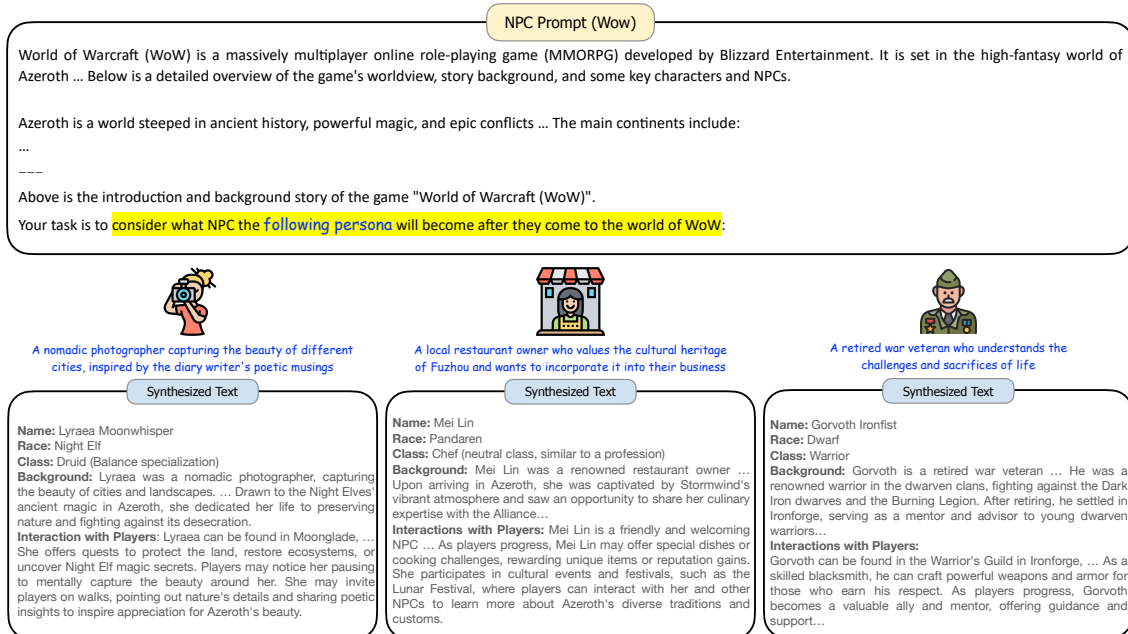 NPC Prompt (Wow)
World of Warcraft (WoW) is a massively multiplayer online role-playing game (MMORPG) developed by Blizzard Entertainment. It is set in the high-fantasy world of
Azeroth ... Below is a detailed overview of the game's worldview, story background, and some key characters and NPCs.
Azeroth is a world steeped in ancient history, powerful magic, and epic conflicts ... The main continents include:
...
---
Above is the introduction and background story of the game "World of Warcraft (WoW)".
Your task is to consider what NPC the following persona will become after they come to the world of WoW:
A nomadic photographer capturing the beauty of different
cities, inspired by the diary writer's poetic musings
Synthesized Text
Name: Lyraea Moonwhisper
Race: Night Elf
Class: Druid (Balance specialization)
Background: Lyraea was a nomadic photographer, capturing
the beauty of cities and landscapes. ... Drawn to the Night Elves'
ancient magic in Azeroth, she dedicated her life to preserving
nature and fighting against its desecration.
Interaction with Players: Lyraea can be found in Moonglade, ...
She offers quests to protect the land, restore ecosystems, or
uncover Night Elf magic secrets. Players may notice her pausing
to mentally capture the beauty around her. She may invite
players on walks, pointing out nature's details and sharing poetic
insights to inspire appreciation for Azeroth's beauty.
A local restaurant owner who values the cultural heritage
of Fuzhou and wants to incorporate it into their business
Synthesized Text
Name: Mei Lin
Race: Pandaren
Class: Chef (neutral class, similar to a profession)
Background: Mei Lin was a renowned restaurant owner ...
Upon arriving in Azeroth, she was captivated by Stormwind's
vibrant atmosphere and saw an opportunity to share her culinary
expertise with the Alliance...
Interactions with Players: Mei Lin is a friendly and welcoming
NPC ... As players progress, Mei Lin may offer special dishes or
cooking challenges, rewarding unique items or reputation gains.
She participates in cultural events and festivals, such as the
Lunar Festival, where players can interact with her and other
NPCs to learn more about Azeroth's diverse traditions and
customs.
A retired war veteran who understands the
challenges and sacrifices of life
Synthesized Text
Name: Gorvoth Ironfist
Race: Dwarf
Class: Warrior
Background: Gorvoth is a retired war veteran ... He was a
renowned warrior in the dwarven clans, fighting against the Dark
Iron dwarves and the Burning Legion. After retiring, he settled in
Ironforge, serving as a mentor and advisor to young dwarven
warriors...
Interactions with Players:
Gorvoth can be found in the Warrior's Guild in Ironforge, ... As a
skilled blacksmith, he can craft powerful weapons and armor for
those who earn his respect. As players progress, Gorvoth
becomes a valuable ally and mentor, offering guidance and
support...